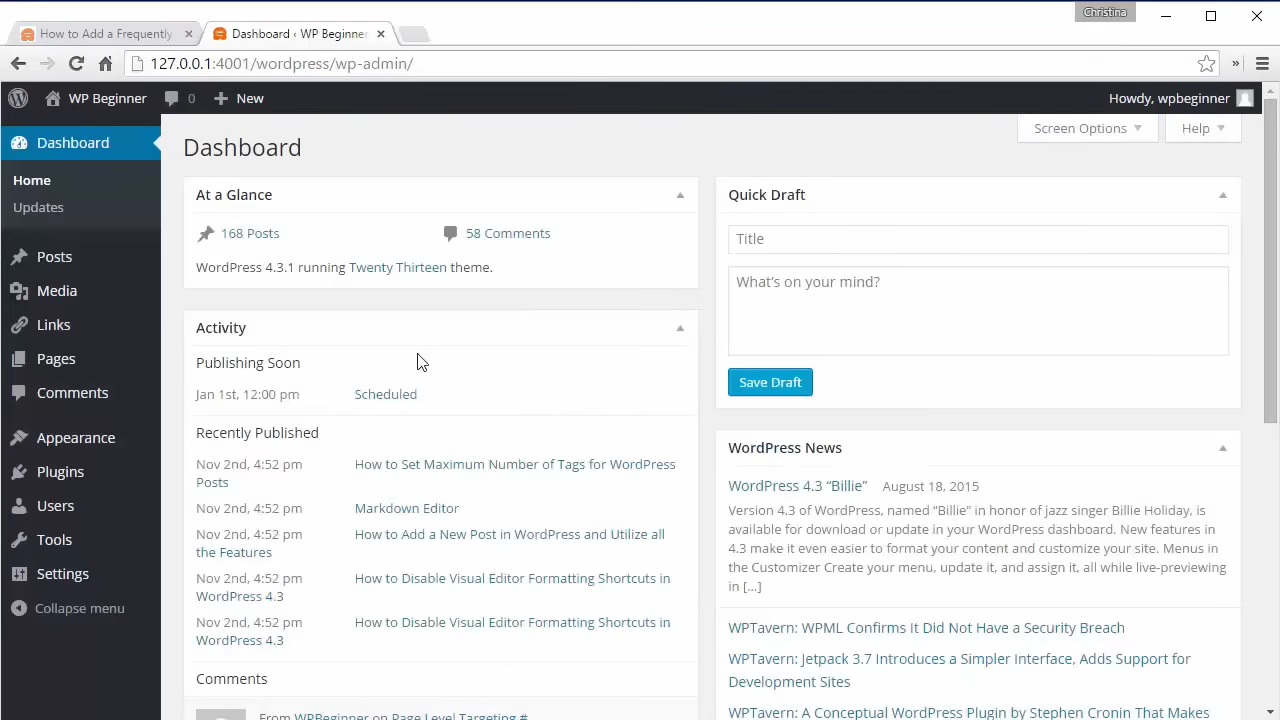 Christina
How to Add a Frequently
Dashboard ‹ WP Beginne
127.0.0.1:4001/wordpress/wp-admin/
WP Beginner 0 New Howdy, wpbeginner
Screen Options Help
Dashboard
Home
Updates
Posts
Media
Links
Pages
Comments
Appearance
Plugins
Users
Tools
Settings
Collapse menu
Dashboard
At a Glance
168 Posts 58 Comments
WordPress 4.3.1 running Twenty Thirteen theme.
Activity
Publishing Soon
Jan 1st, 12:00 pm Scheduled
Recently Published
Nov 2nd, 4:52 pm How to Set Maximum Number of Tags for WordPress
Posts
Nov 2nd, 4:52 pm Markdown Editor
Nov 2nd, 4:52 pm How to Add a New Post in WordPress and Utilize all
the Features
Nov 2nd, 4:52 pm How to Disable Visual Editor Formatting Shortcuts in
WordPress 4.3
Nov 2nd, 4:52 pm How to Disable Visual Editor Formatting Shortcuts in
WordPress 4.3
Comments
From WPBeginner on Page Level Targeting #
Quick Draft
Title
What's on your mind?
Save Draft
WordPress News
WordPress 4.3 “Billie” August 18, 2015
Version 4.3 of WordPress, named “Billie” in honor of jazz singer Billie Holiday, is
available for download or update in your WordPress dashboard. New features in
4.3 make it even easier to format your content and customize your site. Menus in
the Customizer Create your menu, update it, and assign it, all while live-previewing
in […]
WPTavern: WPML Confirms It Did Not Have a Security Breach
WPTavern: Jetpack 3.7 Introduces a Simpler Interface, Adds Support for
Development Sites
WPTavern: A Conceptual WordPress Plugin by Stephen Cronin That Makes